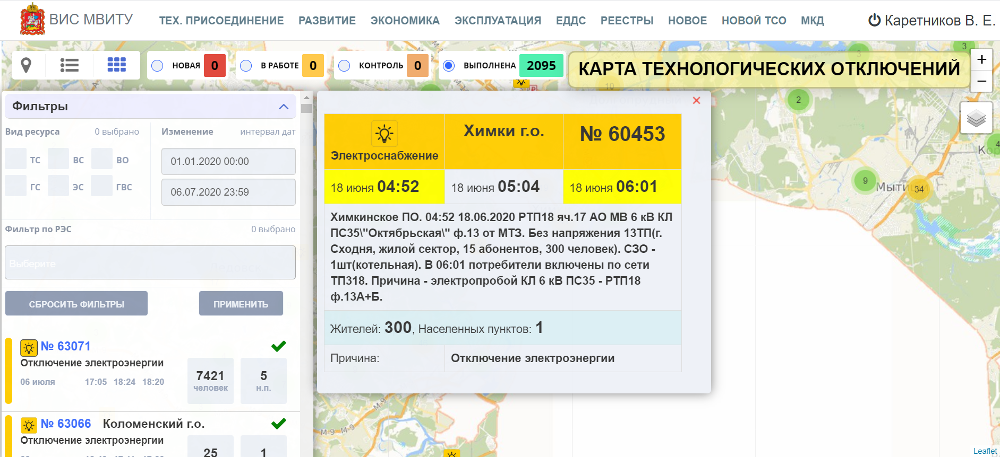 ВИС МВИТУ
ТЕХ. ПРИСОЕДИНЕНИЕ РАЗВИТИЕ ЭКОНОМИКА ЭКСПЛУАТАЦИЯ ЕДДС РЕЕСТРЫ НОВОЕ НОВОЙ ТСО МКД
Каретников В. Е.
НОВАЯ 0
В РАБОТЕ 0
КОНТРОЛЬ 0
ВЫПОЛНЕНА 2095
КАРТА ТЕХНОЛОГИЧЕСКИХ ОТКЛЮЧЕНИЙ
+
−
Фильтры
Вид ресурса 0 выбрано
Изменение интервал дат
ТС ВС ВО
ГС ЭС ГВС
01.01.2020 00:00
06.07.2020 23:59
Фильтр по РЭС 0 выбрано
Выберите
СБРОСИТЬ ФИЛЬТРЫ ПРИМЕНИТЬ
№ 63071
Отключение электроэнергии
06 июля 17:05 18:24 18:20
7421
человек
5
н.п.
№ 63066 Коломенский г.о.
Отключение электроэнергии
25
1
Электроснабжение
Химки г.о.
№ 60453
18 июня 04:52
18 июня 05:04
18 июня 06:01
Химкинское ПО. 04:52 18.06.2020 РТП18 яч.17 АО МВ 6 кВ КЛ
ПС35\"Октябрьская\" ф.13 от МТЗ. Без напряжения 13ТП(г.
Сходня, жилой сектор, 15 абонентов, 300 человек). СЗО -
1шт(котельная). В 06:01 потребители включены по сети
ТП318. Причина - электропробой КЛ 6 кВ ПС35 - РТП18
ф.13А+Б.
Жителей: 300, Населенных пунктов: 1
Причина: Отключение электроэнергии
3
3
10
2
4
9
Мытищи
34
М-9
М-9
Leaflet